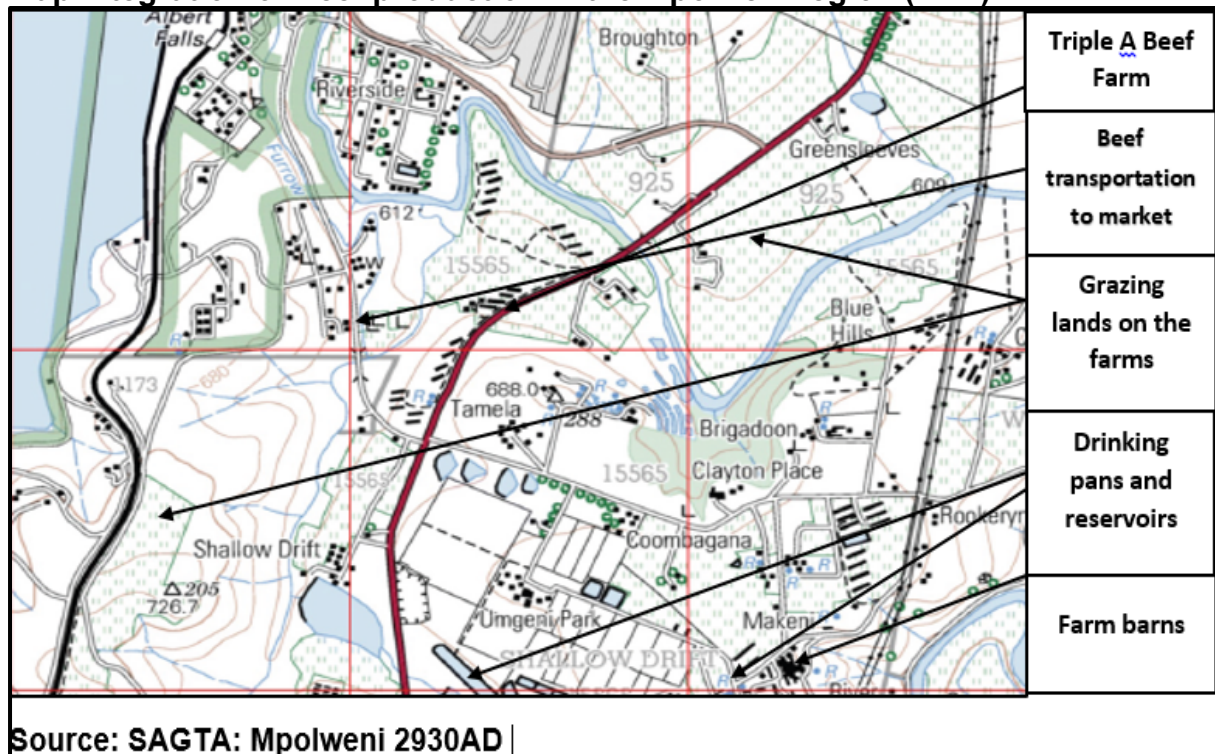 Albert
Falls
Broughton
Riverside
Furrow
Greensleeves
925
925
609
612
W
15565
15565
Blue
Hills
R
1173
680
688.0
R
R
Tamela
288
R
Brigadoon
15565
Clayton Place
15565
Rookery
Shallow Drift
Coombagana
R
R
R
205
726.7
Umgeni Park
Makeni
SHALLOW DRIFT
R
R
River
Triple A Beef
Farm
Beef
transportation
to market
Grazing
lands on the
farms
Drinking
pans and
reservoirs
Farm barns
Source: SAGTA: Mpolweni 2930AD